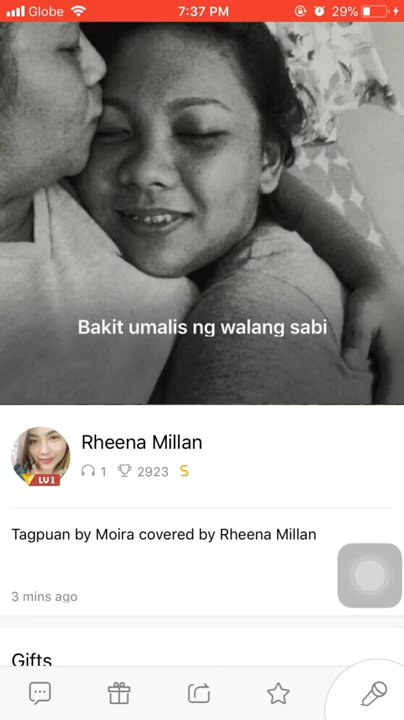 Globe 7:37 PM 29%
Bakit umalis ng walang sabi
LV1
Rheena Millan
1 2923 S
Tagpuan by Moira covered by Rheena Millan
3 mins ago
Gifts